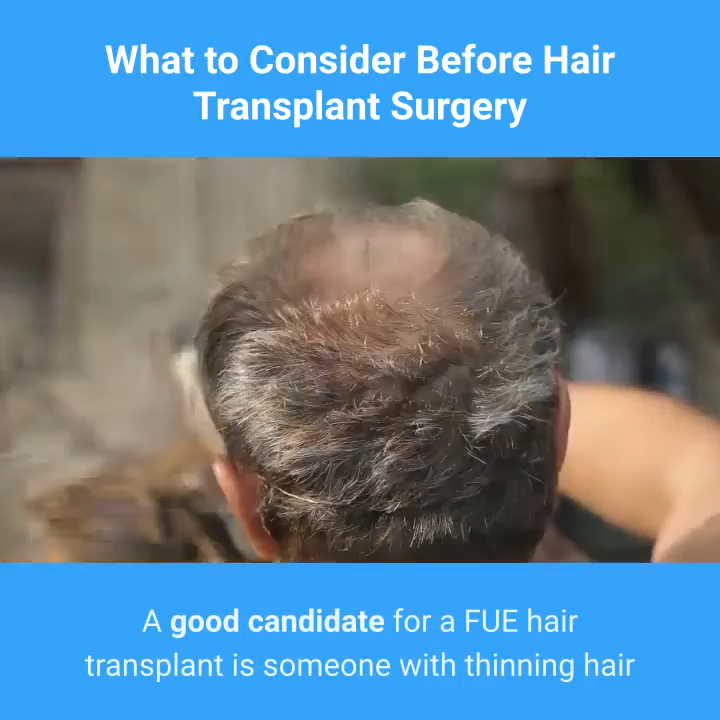 What to Consider Before Hair
Transplant Surgery
A good candidate for a FUE hair
transplant is someone with thinning hair